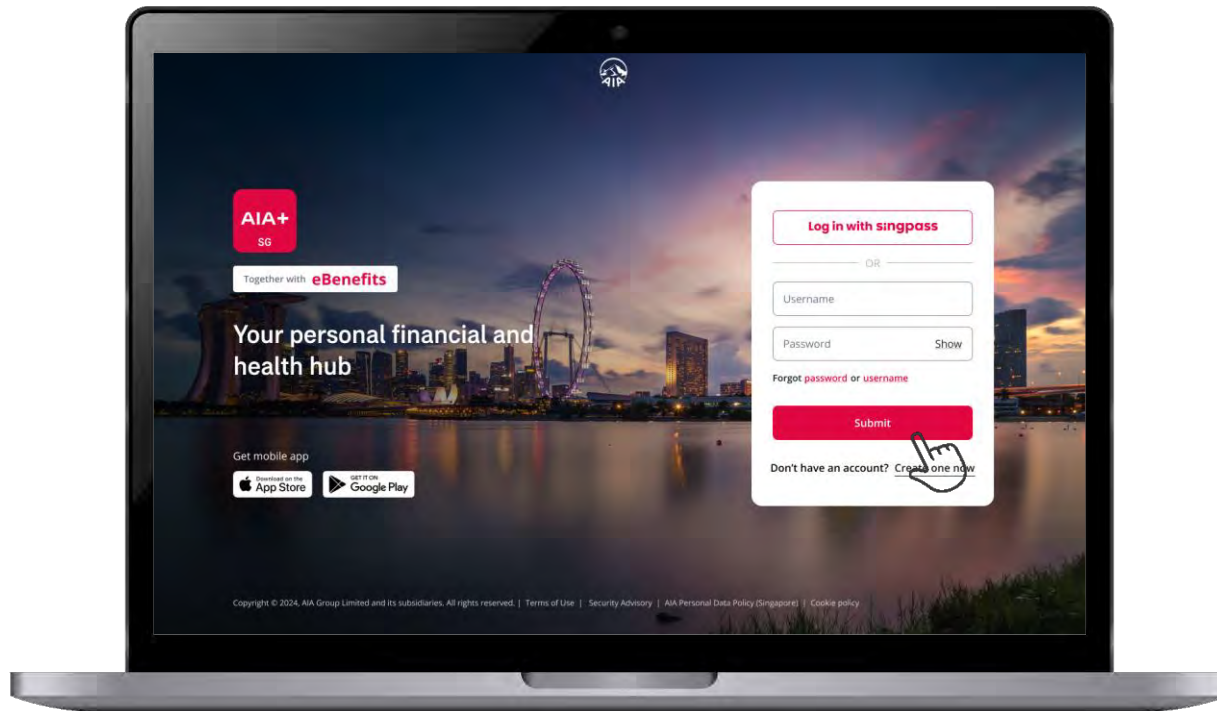 AIA
AIA+
SG
Together with eBenefits
Your personal financial and
health hub
Get mobile app
Download on the
App Store
GET IT ON
Google Play
Log in with singpass
OR
Username
Password Show
Forgot password or username
Submit
Don't have an account? Create one now
Copyright © 2024, AIA Group Limited and its subsidiaries. All rights reserved. | Terms of Use | Security Advisory | AIA Personal Data Policy (Singapore) | Cookie policy